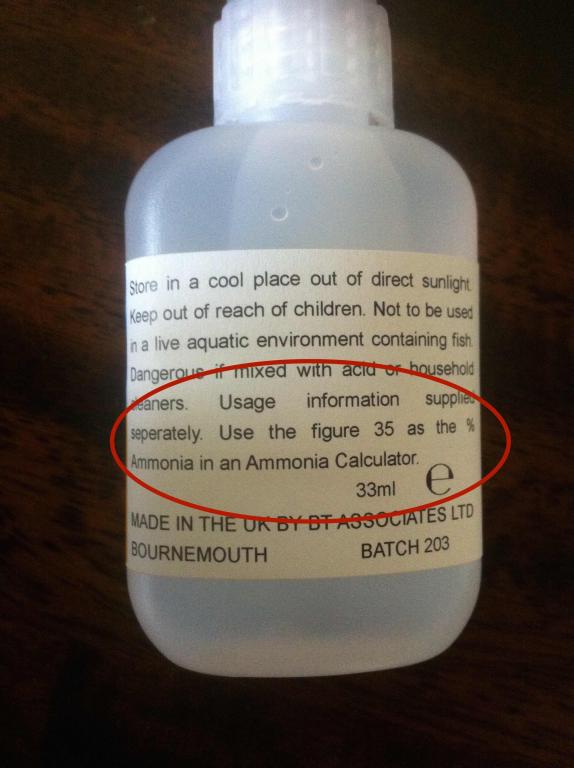 Store in a cool place out of direct sunlight.
Keep out of reach of children. Not to be used
in a live aquatic environment containing fish.
Dangerous if mixed with acid or household
cleaners. Usage information supplied
seperately. Use the figure 35 as the %
Ammonia in an Ammonia Calculator.
33ml e
MADE IN THE UK BY BT ASSOCIATES LTD
BOURNEMOUTH BATCH 203